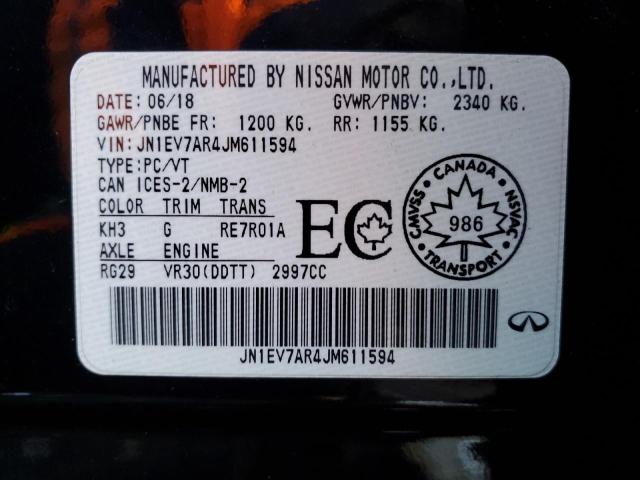 MANUFACTURED BY NISSAN MOTOR CO.,LTD.
DATE: 06/18 GVWR/PNBV: 2340 KG.
GAWR/PNBE FR: 1200 KG. RR: 1155 KG.
VIN: JN1EV7AR4JM611594
TYPE: PC/VT
CAN ICES-2/NMB-2
COLOR TRIM TRANS
KH3 G RE7R01A
AXLE ENGINE
RG29 VR30(DDTT) 2997CC
EC
CANADA
CMVSS 986 NSVAC
TRANSPORT
JN1EV7AR4JM611594